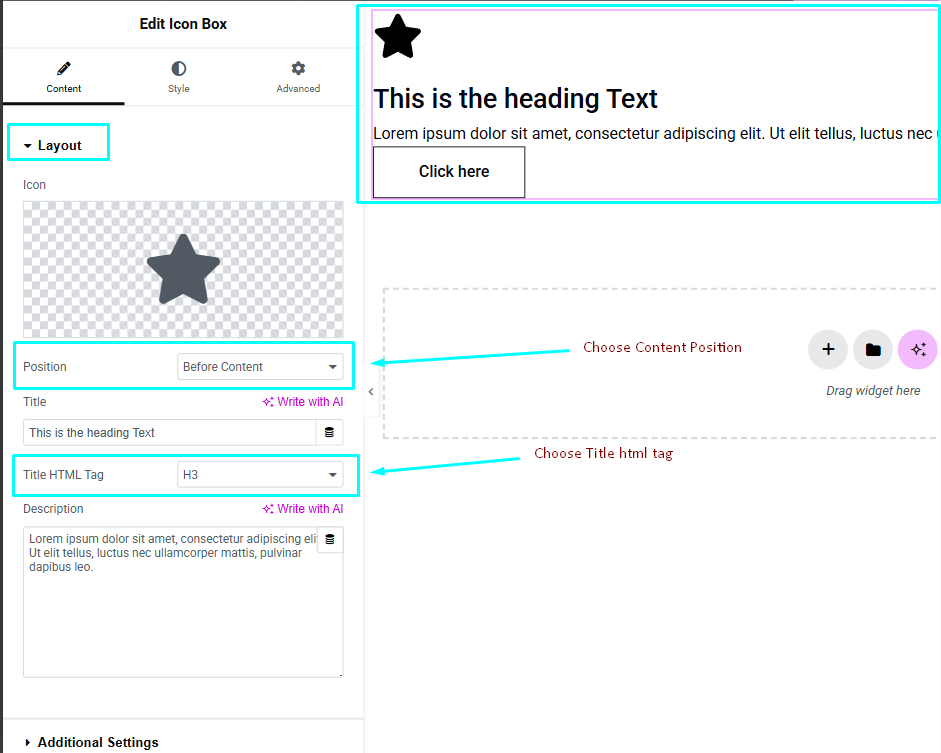 Edit Icon Box
Content
Style
Advanced
Layout
Icon
Position
Before Content
Title
Write with AI
This is the heading Text
Title HTML Tag
H3
Description
Write with AI
Lorem ipsum dolor sit amet, consectetur adipiscing eli
Ut elit tellus, luctus nec ullamcorper mattis, pulvinar
dapibus leo.
Additional Settings
This is the heading Text
Lorem ipsum dolor sit amet, consectetur adipiscing elit. Ut elit tellus, luctus nec
Click here
Choose Content Position
Drag widget here
Choose Title html tag